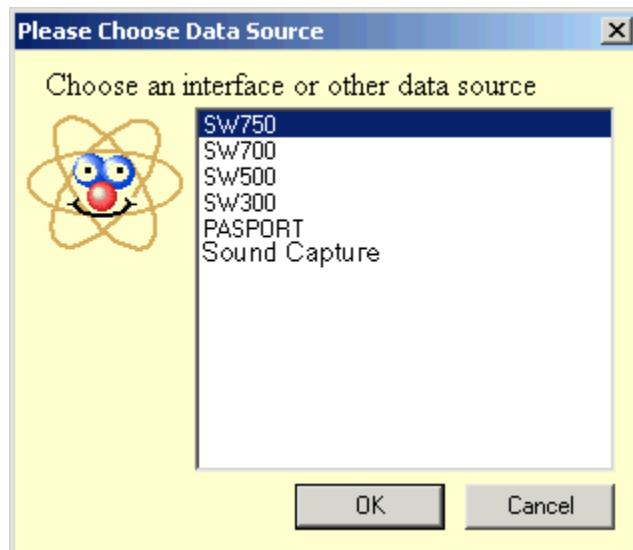 Please Choose Data Source
Choose an interface or other data source
SW750
SW700
SW500
SW300
PASPORT
Sound Capture
OK
Cancel